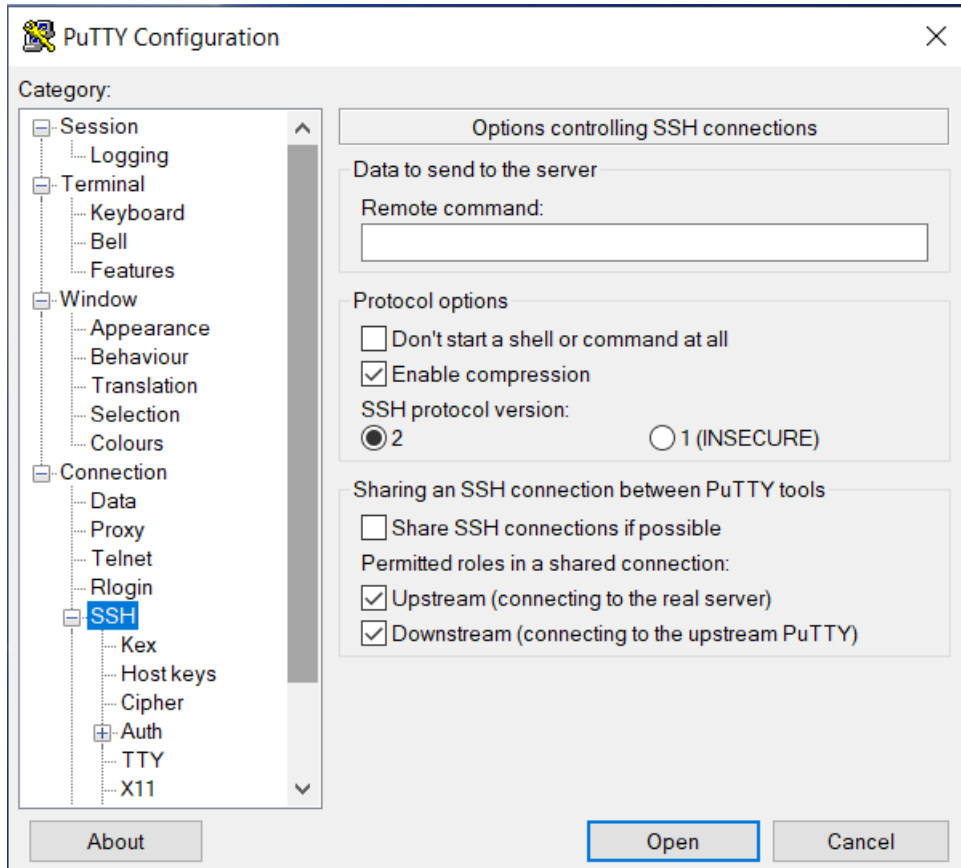 PuTTY Configuration
Category:
Session
Logging
Terminal
Keyboard
Bell
Features
Window
Appearance
Behaviour
Translation
Selection
Colours
Connection
Data
Proxy
Telnet
Rlogin
SSH
Kex
Host keys
Cipher
Auth
TTY
X11
Options controlling SSH connections
Data to send to the server
Remote command:
Protocol options
Don't start a shell or command at all
Enable compression
SSH protocol version:
2 1 (INSECURE)
Sharing an SSH connection between PuTTY tools
Share SSH connections if possible
Permitted roles in a shared connection:
Upstream (connecting to the real server)
Downstream (connecting to the upstream PuTTY)
About Open Cancel